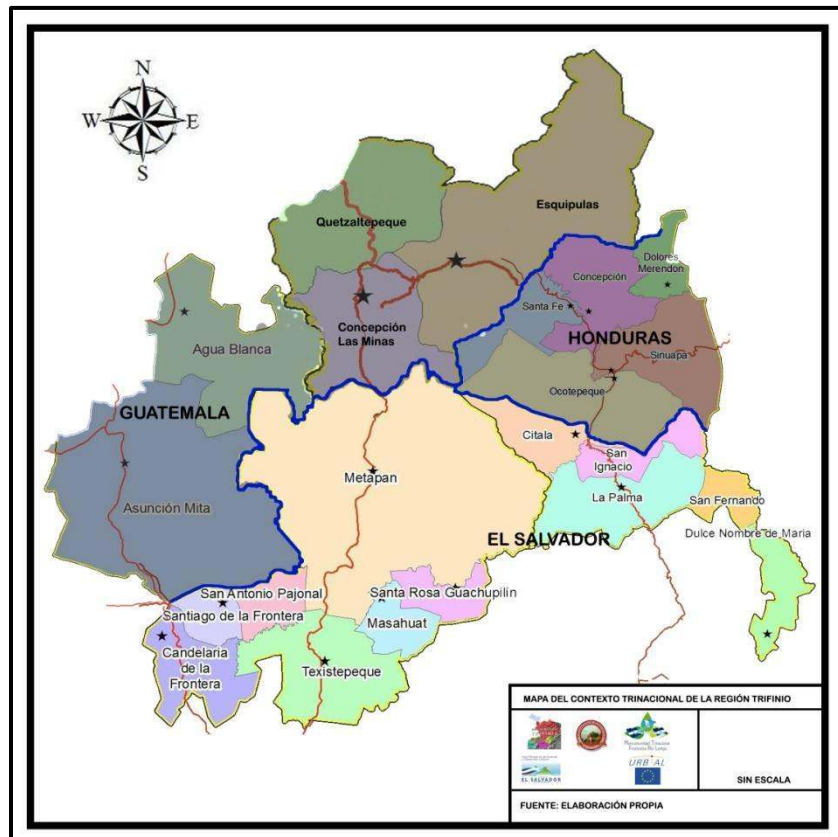 N
W E
S
Esquipulas
Quetzaltepeque
Dolores
Merendon
Concepción
Santa Fe
Concepción
Las Minas
HONDURAS
Sinuapa
Agua Blanca
Ocotepeque
GUATEMALA
Citala
San
Ignacio
Metapan
La Palma
San Fernando
Asunción Mita
EL SALVADOR
Dulce Nombre de Maria
San Antonio Pajonal
Santa Rosa Guachupilin
Santiago de la Frontera
Masahuat
Candelaria
de la
Frontera
Texistepeque
MAPA DEL CONTEXTO TRINACIONAL DE LA REGIÓN TRIFINIO
EL SALVADOR
SIN ESCALA
FUENTE: ELABORACIÓN PROPIA